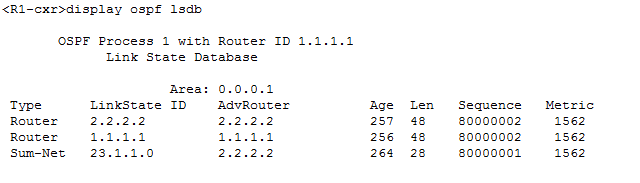 <R1-cxr>display ospf lsdb
OSPF Process 1 with Router ID 1.1.1.1
Link State Database
Area: 0.0.0.1
Type LinkState ID AdvRouter Age Len Sequence Metric
Router 2.2.2.2 2.2.2.2 257 48 80000002 1562
Router 1.1.1.1 1.1.1.1 256 48 80000002 1562
Sum-Net 23.1.1.0 2.2.2.2 264 28 80000001 1562